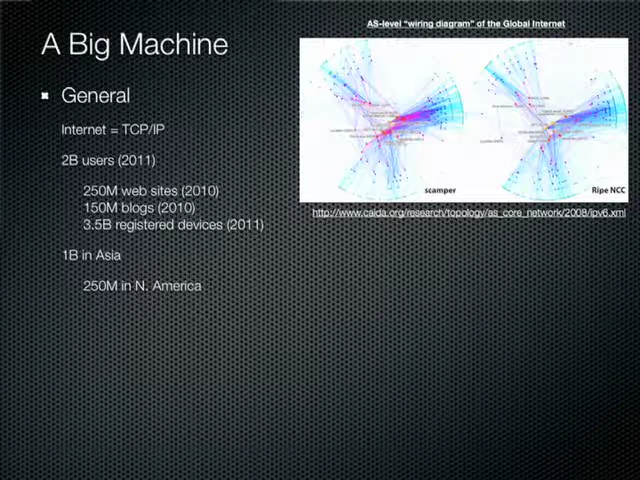 AS-level “wiring diagram” of the Global Internet
A Big Machine
General
Internet = TCP/IP
2B users (2011)
250M web sites (2010)
150M blogs (2010)
3.5B registered devices (2011)
1B in Asia
250M in N. America
scamper
Ripe NCC
http://www.caida.org/research/topology/as_core_network/2008/ipv6.xml